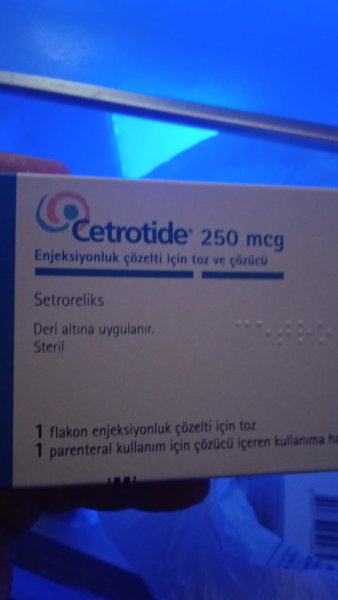 Cetrotide® 250 mcg
Enjeksiyonluk çözelti için toz ve çözücü
Setroreliks
Deri altına uygulanır.
Steril
1 flakon enjeksiyonluk çözelti için toz
1 parenteral kullanım için çözücü içeren kullanıma